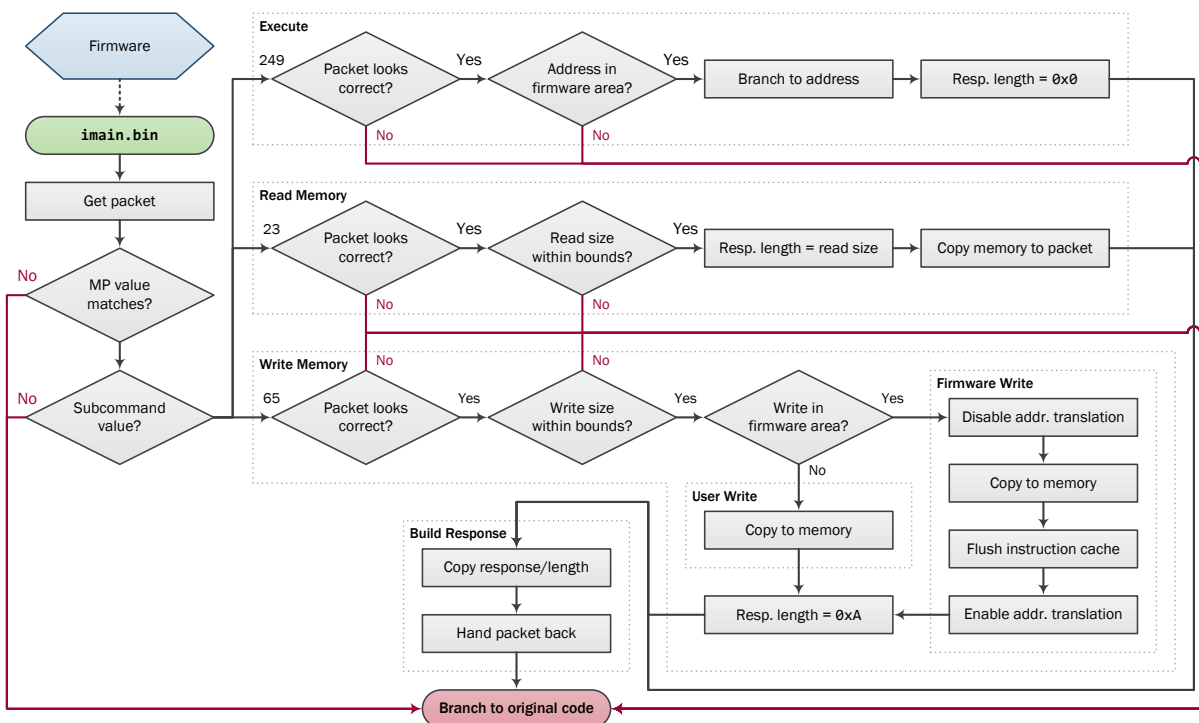 Firmware
imain.bin
Get packet
MP value
matches?
No
Subcommand
value?
No
Execute
249
Packet looks
correct?
Yes
No
Address in
firmware area?
Yes
No
Branch to address
Resp. length = 0x0
Read Memory
23
Packet looks
correct?
Yes
No
Read size
within bounds?
Yes
No
Resp. length = read size
Copy memory to packet
Write Memory
65
No
Packet looks
correct?
Yes
No
Write size
within bounds?
Yes
Write in
firmware area?
Yes
No
Firmware Write
Disable addr. translation
Copy to memory
Flush instruction cache
Enable addr. translation
User Write
Copy to memory
Resp. length = 0xA
Build Response
Copy response/length
Hand packet back
Branch to original code